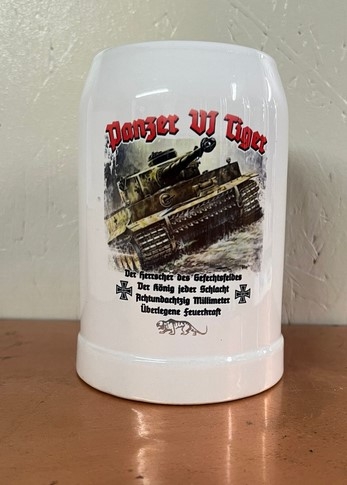 Panzer VI Tiger
Der Herrscher des Gefechtsfeldes
Der König jeder Schlacht
Achtundachtzig Millimeter
Überlegene Feuerkraft